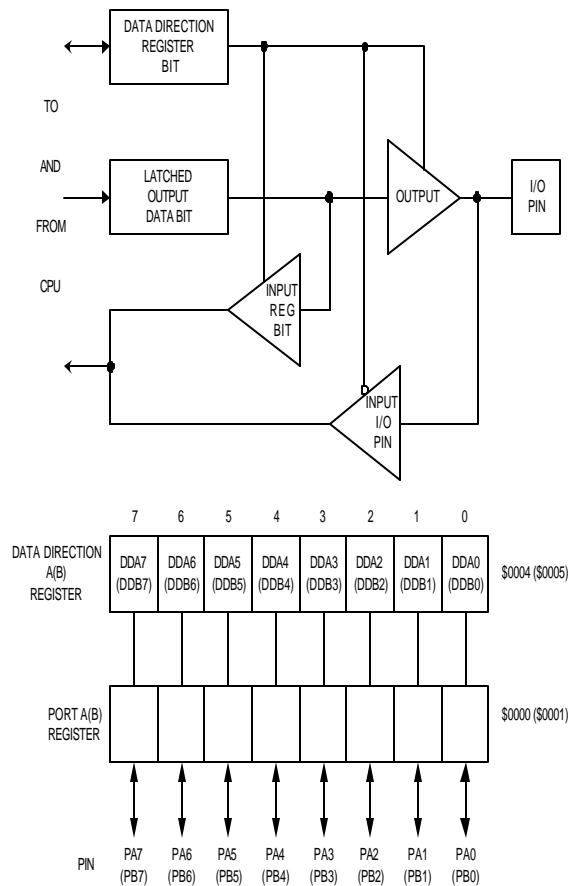 DATA DIRECTION
REGISTER
BIT
TO
AND
LATCHED
OUTPUT
DATA BIT
OUTPUT
I/O
PIN
FROM
CPU
INPUT
REG
BIT
INPUT
I/O
PIN
7 6 5 4 3 2 1 0
DATA DIRECTION
A(B)
REGISTER
DDA7 DDA6 DDA5 DDA4 DDA3 DDA2 DDA1 DDA0
(DDB7) (DDB6) (DDB5) (DDB4) (DDB3) (DDB2) (DDB1) (DDB0)
$0004 ($0005)
PORT A(B)
REGISTER
$0000 ($0001)
PIN
PA7 PA6 PA5 PA4 PA3 PA2 PA1 PA0
(PB7) (PB6) (PB5) (PB4) (PB3) (PB2) (PB1) (PB0)